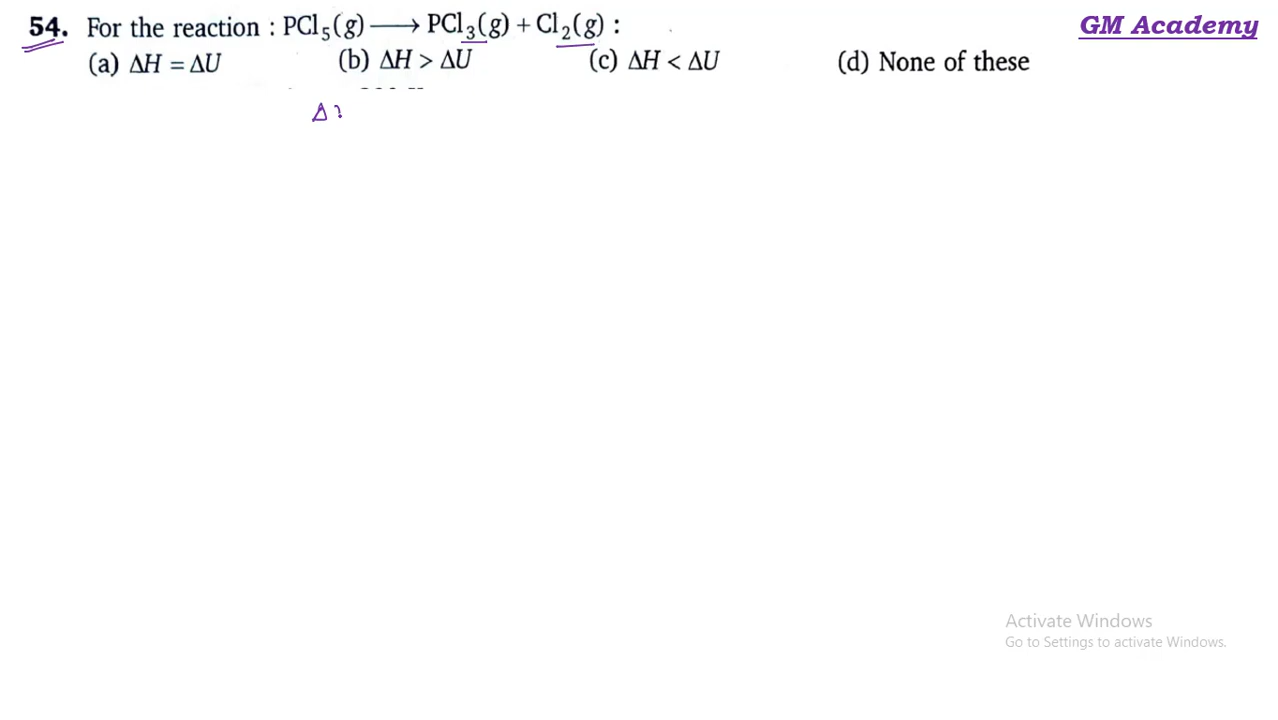 GM Academy
54. For the reaction : PCl₅(g) ⟶ PCl₃(g) + Cl₂(g) :
(a) ΔH = ΔU (b) ΔH > ΔU (c) ΔH < ΔU (d) None of these
Δ
Activate Windows
Go to Settings to activate Windows.